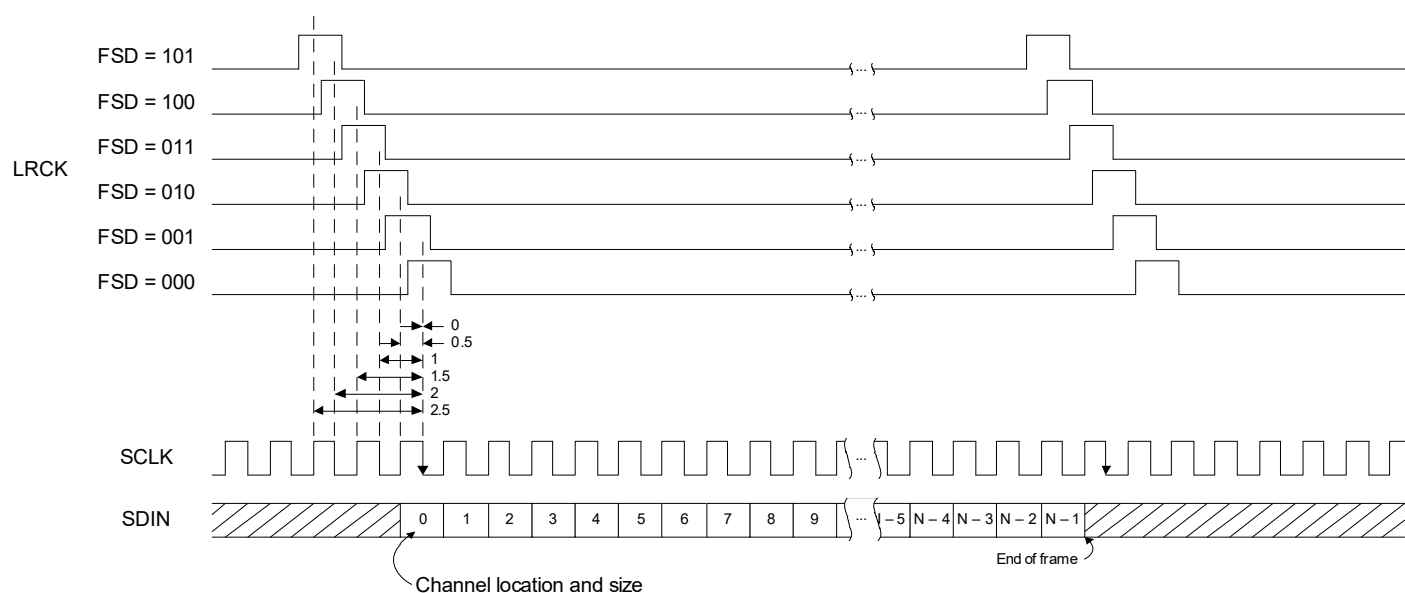 FSD = 101
...
FSD = 100
...
FSD = 011
...
LRCK
FSD = 010
...
FSD = 001
...
FSD = 000
...
0
0.5
1
1.5
2
2.5
SCLK
...
SDIN
0 1 2 3 4 5 6 7 8 9 ... – 5 N – 4 N – 3 N – 2 N – 1
End of frame
Channel location and size